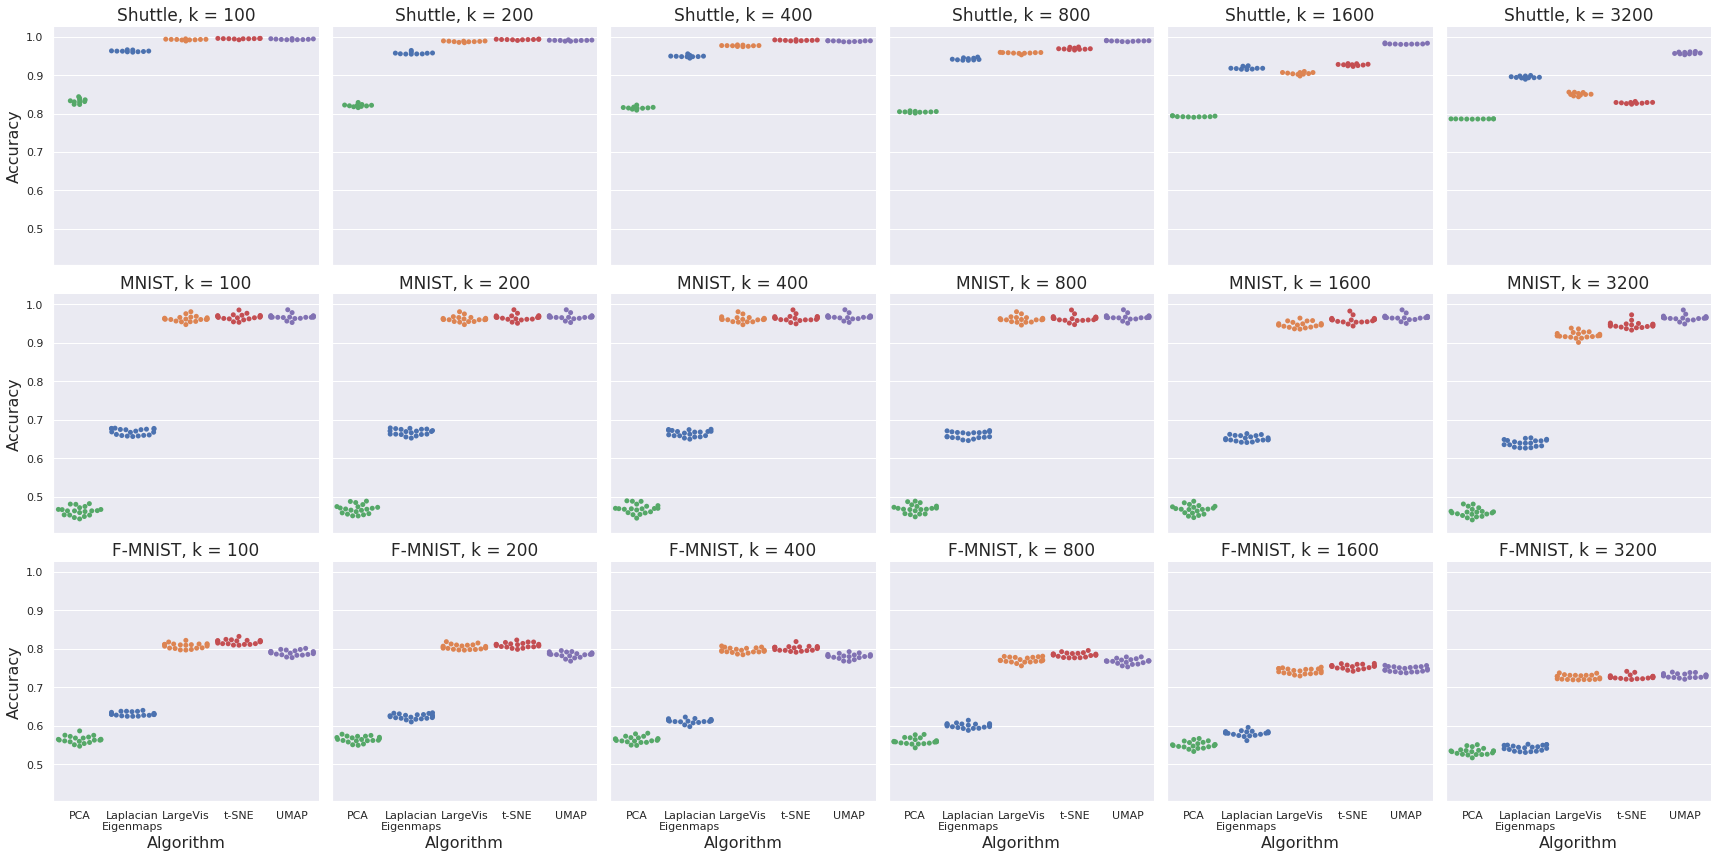 Shuttle, k = 100
Shuttle, k = 200
Shuttle, k = 400
Shuttle, k = 800
Shuttle, k = 1600
Shuttle, k = 3200
Accuracy
1.0
0.9
0.8
0.7
0.6
0.5
MNIST, k = 100
MNIST, k = 200
MNIST, k = 400
MNIST, k = 800
MNIST, k = 1600
MNIST, k = 3200
Accuracy
1.0
0.9
0.8
0.7
0.6
0.5
F-MNIST, k = 100
F-MNIST, k = 200
F-MNIST, k = 400
F-MNIST, k = 800
F-MNIST, k = 1600
F-MNIST, k = 3200
Accuracy
1.0
0.9
0.8
0.7
0.6
0.5
PCA
Laplacian
Eigenmaps
LargeVis
t-SNE
UMAP
Algorithm
PCA
Laplacian
Eigenmaps
LargeVis
t-SNE
UMAP
Algorithm
PCA
Laplacian
Eigenmaps
LargeVis
t-SNE
UMAP
Algorithm
PCA
Laplacian
Eigenmaps
LargeVis
t-SNE
UMAP
Algorithm
PCA
Laplacian
Eigenmaps
LargeVis
t-SNE
UMAP
Algorithm
PCA
Laplacian
Eigenmaps
LargeVis
t-SNE
UMAP
Algorithm